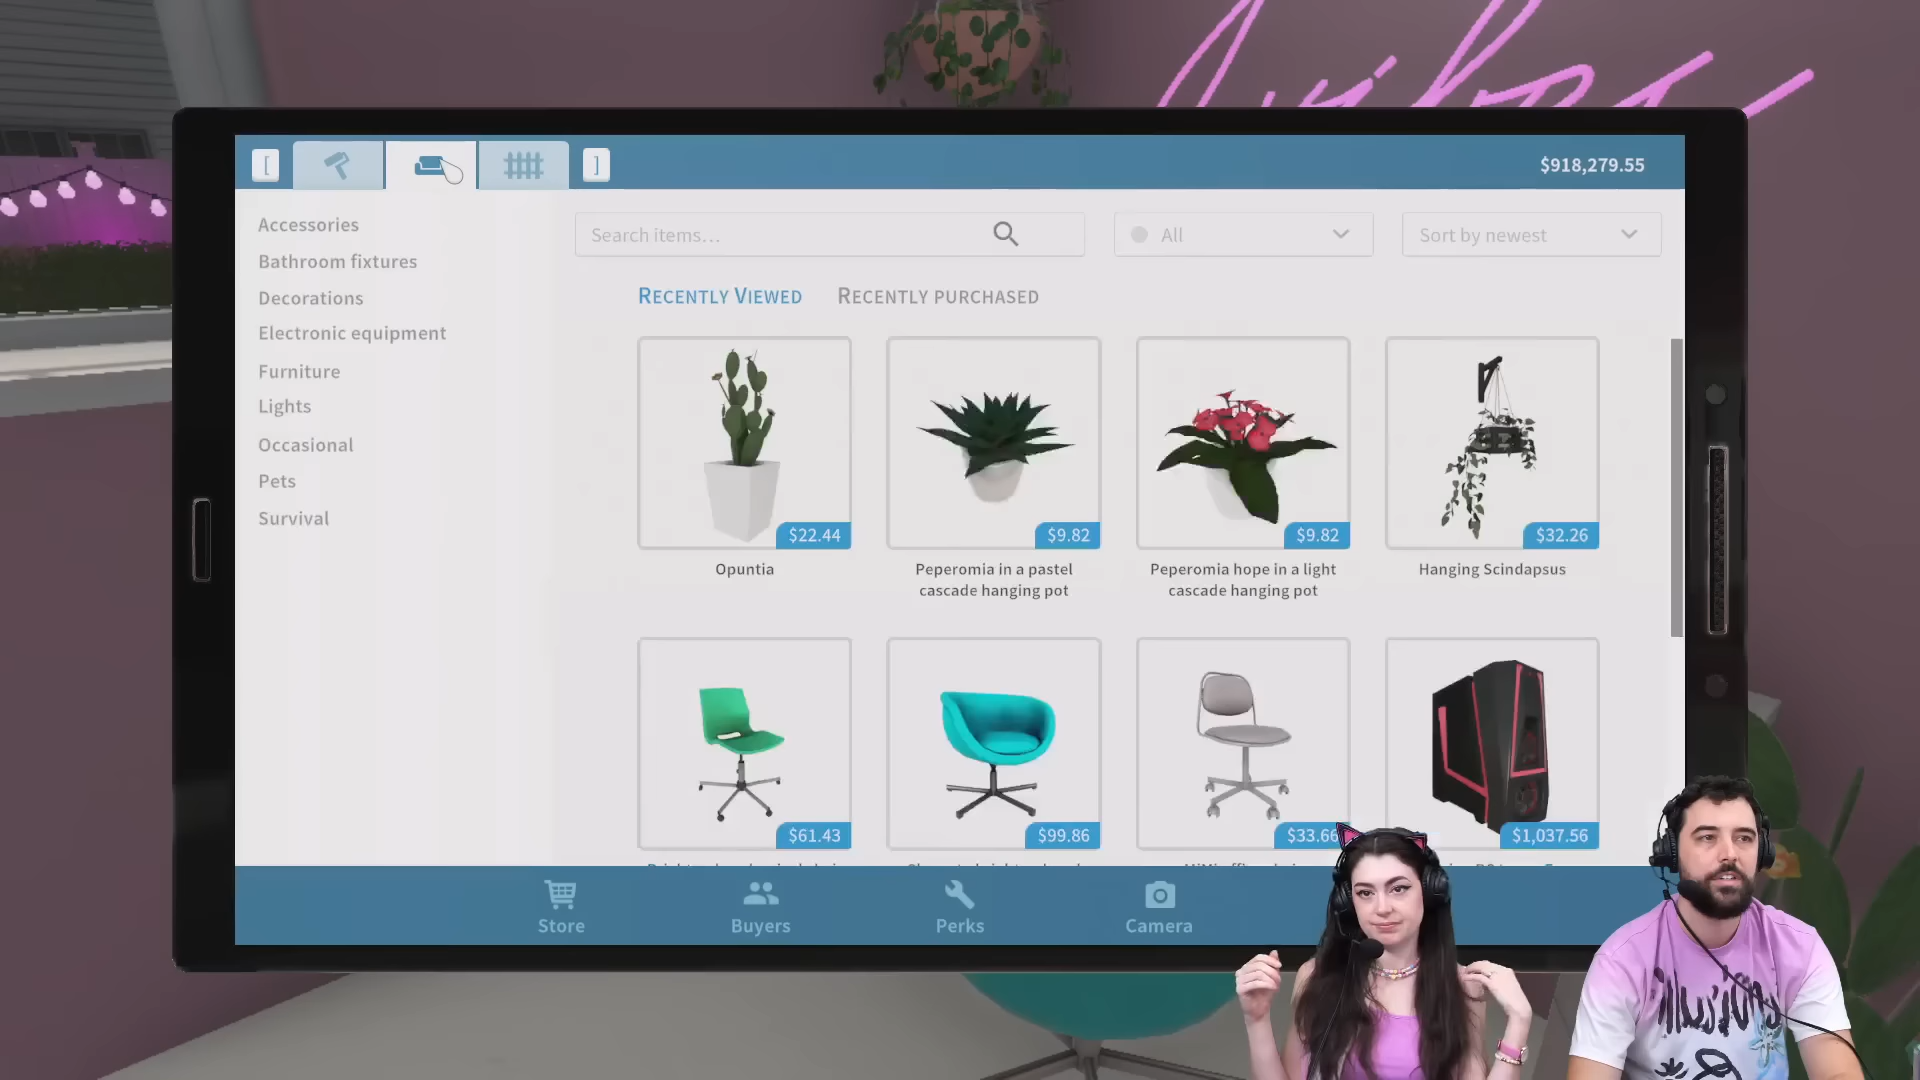 vibes
[
]
$918,279.55
Accessories
Bathroom fixtures
Decorations
Electronic equipment
Furniture
Lights
Occasional
Pets
Survival
Search items...
All
Sort by newest
RECENTLY VIEWED
RECENTLY PURCHASED
$22.44
$9.82
$9.82
$32.26
Opuntia
Peperomia in a pastel
cascade hanging pot
Peperomia hope in a light
cascade hanging pot
Hanging Scindapsus
$61.43
$99.86
$33.66
$1,037.56
Store
Buyers
Perks
Camera